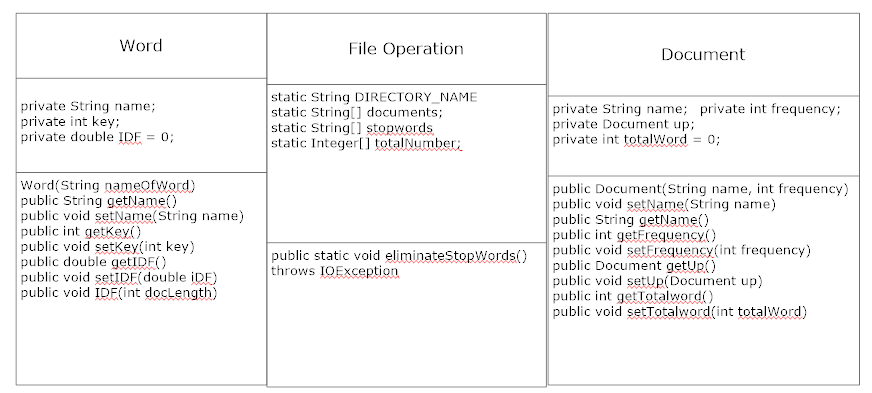 Word
private String name;
private int key;
private double IDF = 0;
Word(String nameOfWord)
public String getName()
public void setName(String name)
public int getKey()
public void setKey(int key)
public double getIDF()
public void setIDF(double iDF)
public void IDF(int docLength)
File Operation
static String DIRECTORY_NAME
static String[] documents;
static String[] stopwords
static Integer[] totalNumber;
public static void eliminateStopWords()
throws IOException
Document
private String name;   private int frequency;
private Document up;
private int totalWord = 0;
public Document(String name, int frequency)
public void setName(String name)
public String getName()
public int getFrequency()
public void setFrequency(int frequency)
public Document getUp()
public void setUp(Document up)
public int getTotalword()
public void setTotalword(int totalWord)